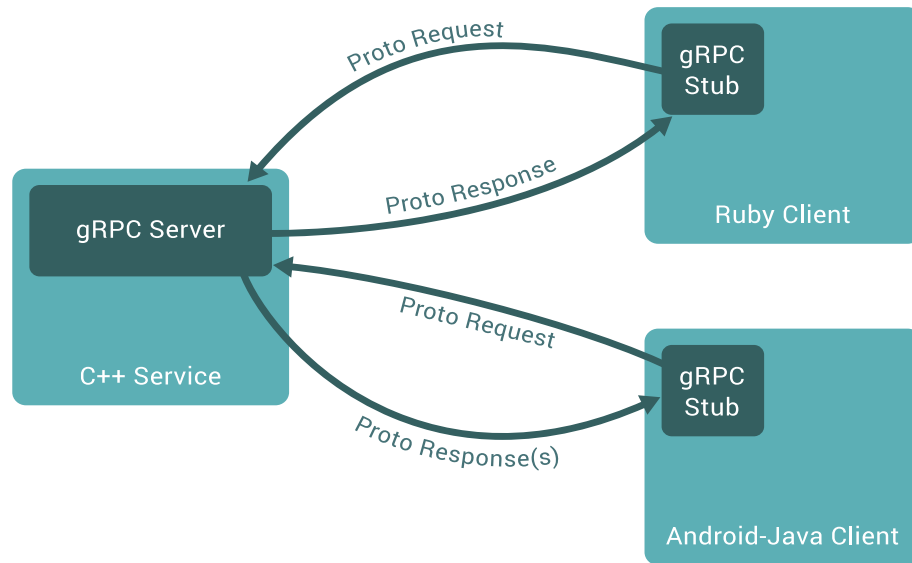 Proto Request
gRPC
Stub
Proto Response
Ruby Client
gRPC Server
C++ Service
Proto Request
gRPC
Stub
Proto Response(s)
Android-Java Client